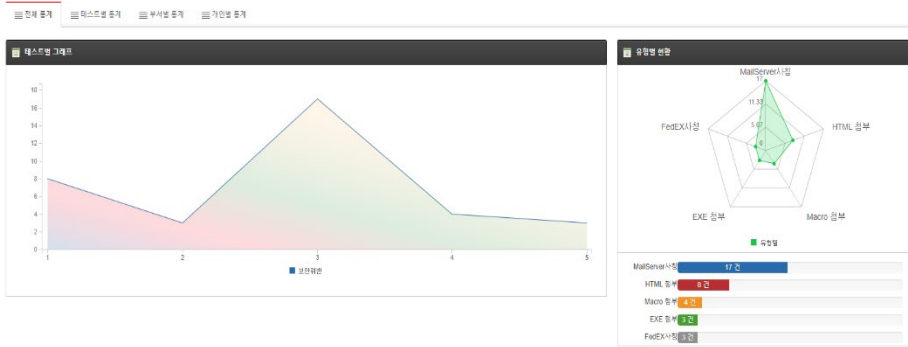 전체 통계
테스트별 통계
부서별 통계
개인별 통계
테스트별 그래프
18
16
14
12
10
8
6
4
2
0
1
2
3
4
5
보안위반
유형별 현황
MailServer사칭
17
11.33
5.67
0
HTML 첨부
Macro 첨부
EXE 첨부
FedEX사칭
유형별
MailServer사칭 17 건
HTML 첨부 8 건
Macro 첨부 4 건
EXE 첨부 3 건
FedEX사칭 3 건